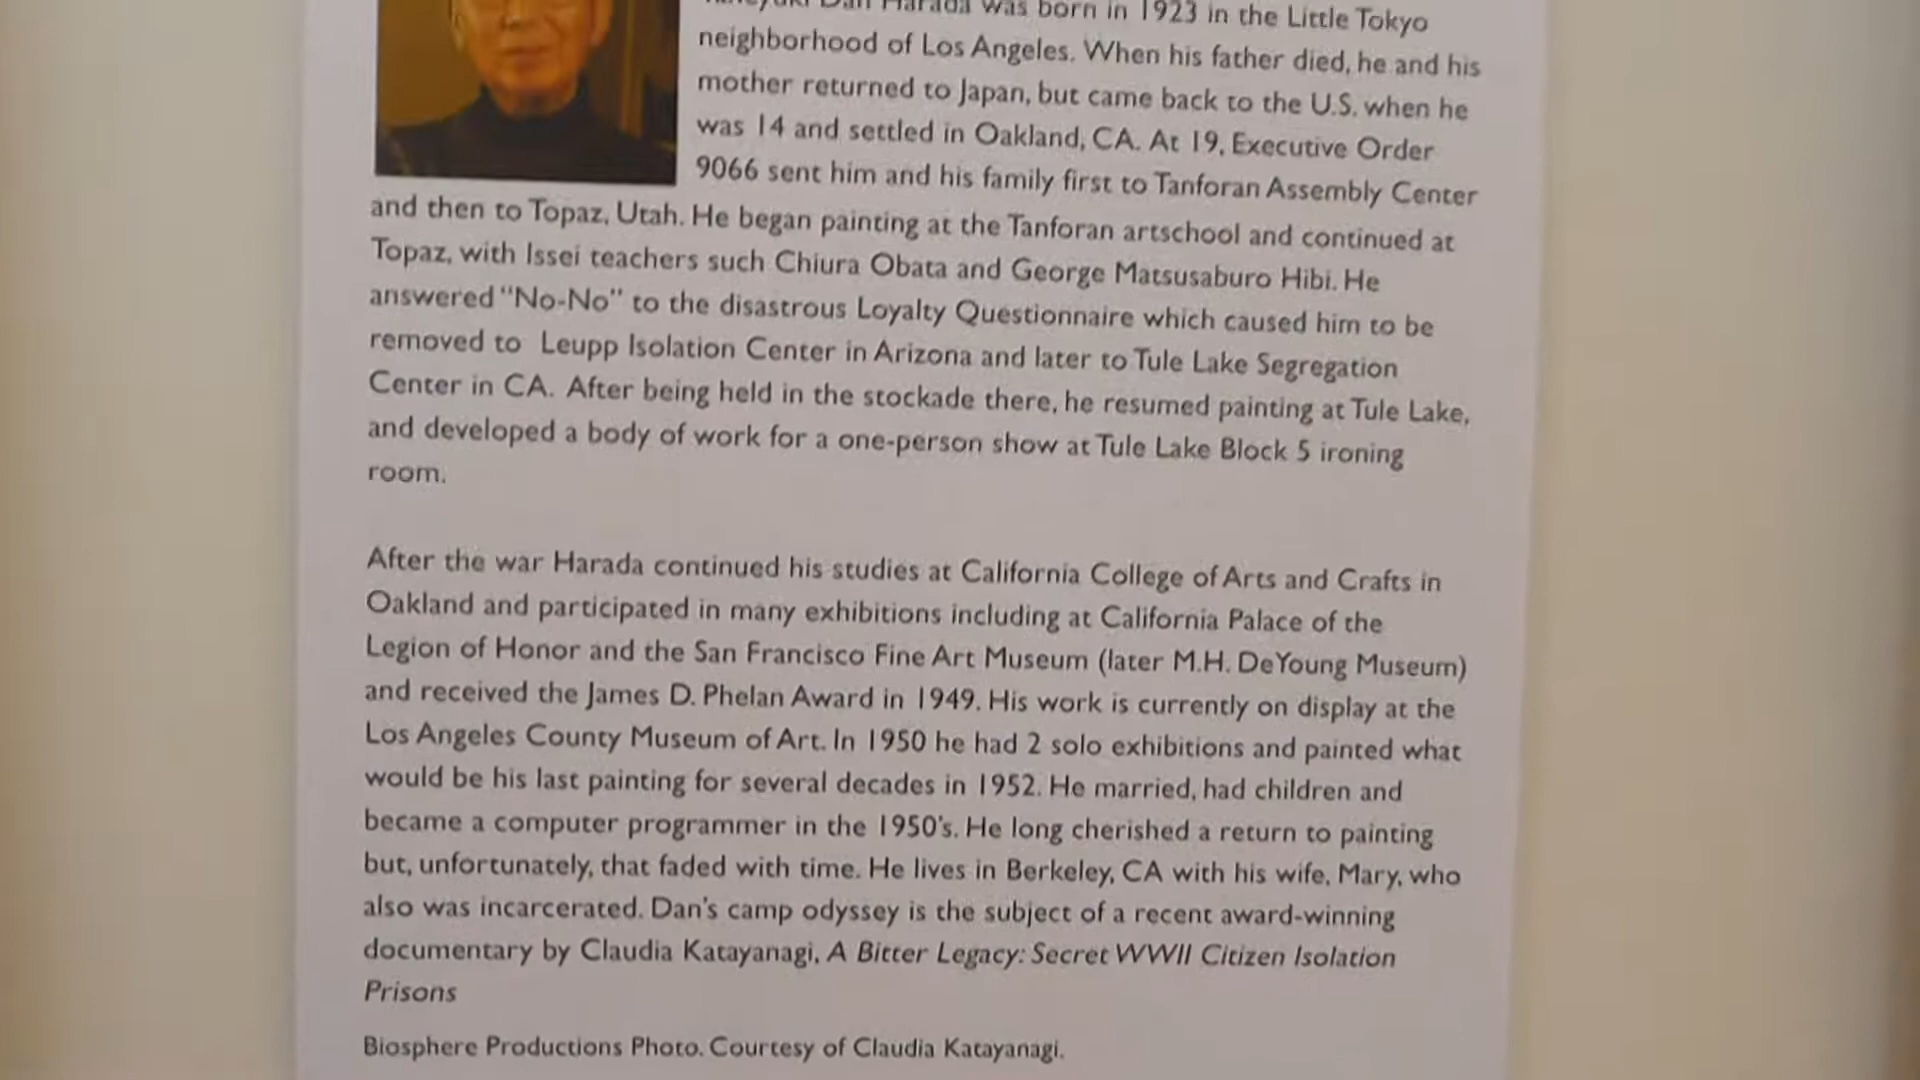 Dan Harada was born in 1923 in the Little Tokyo
neighborhood of Los Angeles. When his father died, he and his
mother returned to Japan, but came back to the U.S. when he
was 14 and settled in Oakland, CA. At 19, Executive Order
9066 sent him and his family first to Tanforan Assembly Center
and then to Topaz, Utah. He began painting at the Tanforan artschool and continued at
Topaz, with Issei teachers such Chiura Obata and George Matsusaburo Hibi. He
answered "No-No" to the disastrous Loyalty Questionnaire which caused him to be
removed to Leupp Isolation Center in Arizona and later to Tule Lake Segregation
Center in CA. After being held in the stockade there, he resumed painting at Tule Lake,
and developed a body of work for a one-person show at Tule Lake Block 5 ironing
room.
After the war Harada continued his studies at California College of Arts and Crafts in
Oakland and participated in many exhibitions including at California Palace of the
Legion of Honor and the San Francisco Fine Art Museum (later M.H. DeYoung Museum)
and received the James D. Phelan Award in 1949. His work is currently on display at the
Los Angeles County Museum of Art. In 1950 he had 2 solo exhibitions and painted what
would be his last painting for several decades in 1952. He married, had children and
became a computer programmer in the 1950's. He long cherished a return to painting
but, unfortunately, that faded with time. He lives in Berkeley, CA with his wife, Mary, who
also was incarcerated. Dan's camp odyssey is the subject of a recent award-winning
documentary by Claudia Katayanagi, A Bitter Legacy: Secret WWII Citizen Isolation
Prisons
Biosphere Productions Photo. Courtesy of Claudia Katayanagi.